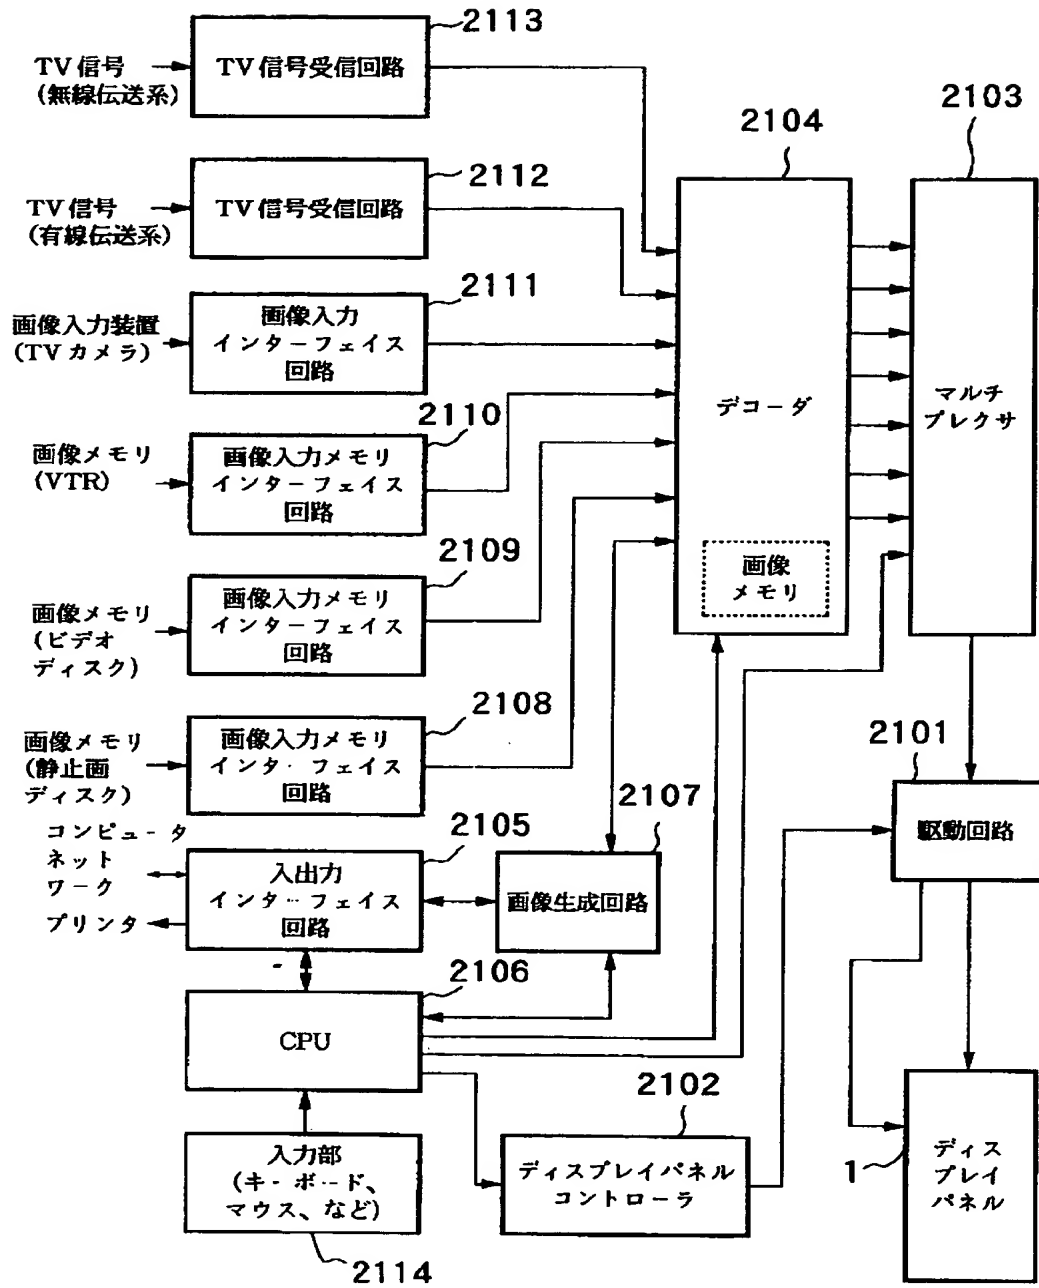 2113
TV信号
(無線伝送系)
TV信号受信回路
2112
TV信号
(有線伝送系)
TV信号受信回路
2111
画像入力装置
(TVカメラ)
画像入力
インターフェイス
回路
2110
画像メモリ
(VTR)
画像入力メモリ
インターフェイス
回路
2109
画像メモリ
(ビデオ
ディスク)
画像入力メモリ
インターフェイス
回路
2108
画像メモリ
(静止画
ディスク)
画像入力メモリ
インターフェイス
回路
2107
画像生成回路
コンピュータ
ネット
ワーク
プリンタ
2105
入出力
インターフェイス
回路
2106
CPU
入力部
(キーボード、
マウス、など)
2114
2104
デコーダ
画像
メモリ
2103
マルチ
プレクサ
2101
駆動回路
2102
ディスプレイパネル
コントローラ
1
ディス
プレイ
パネル